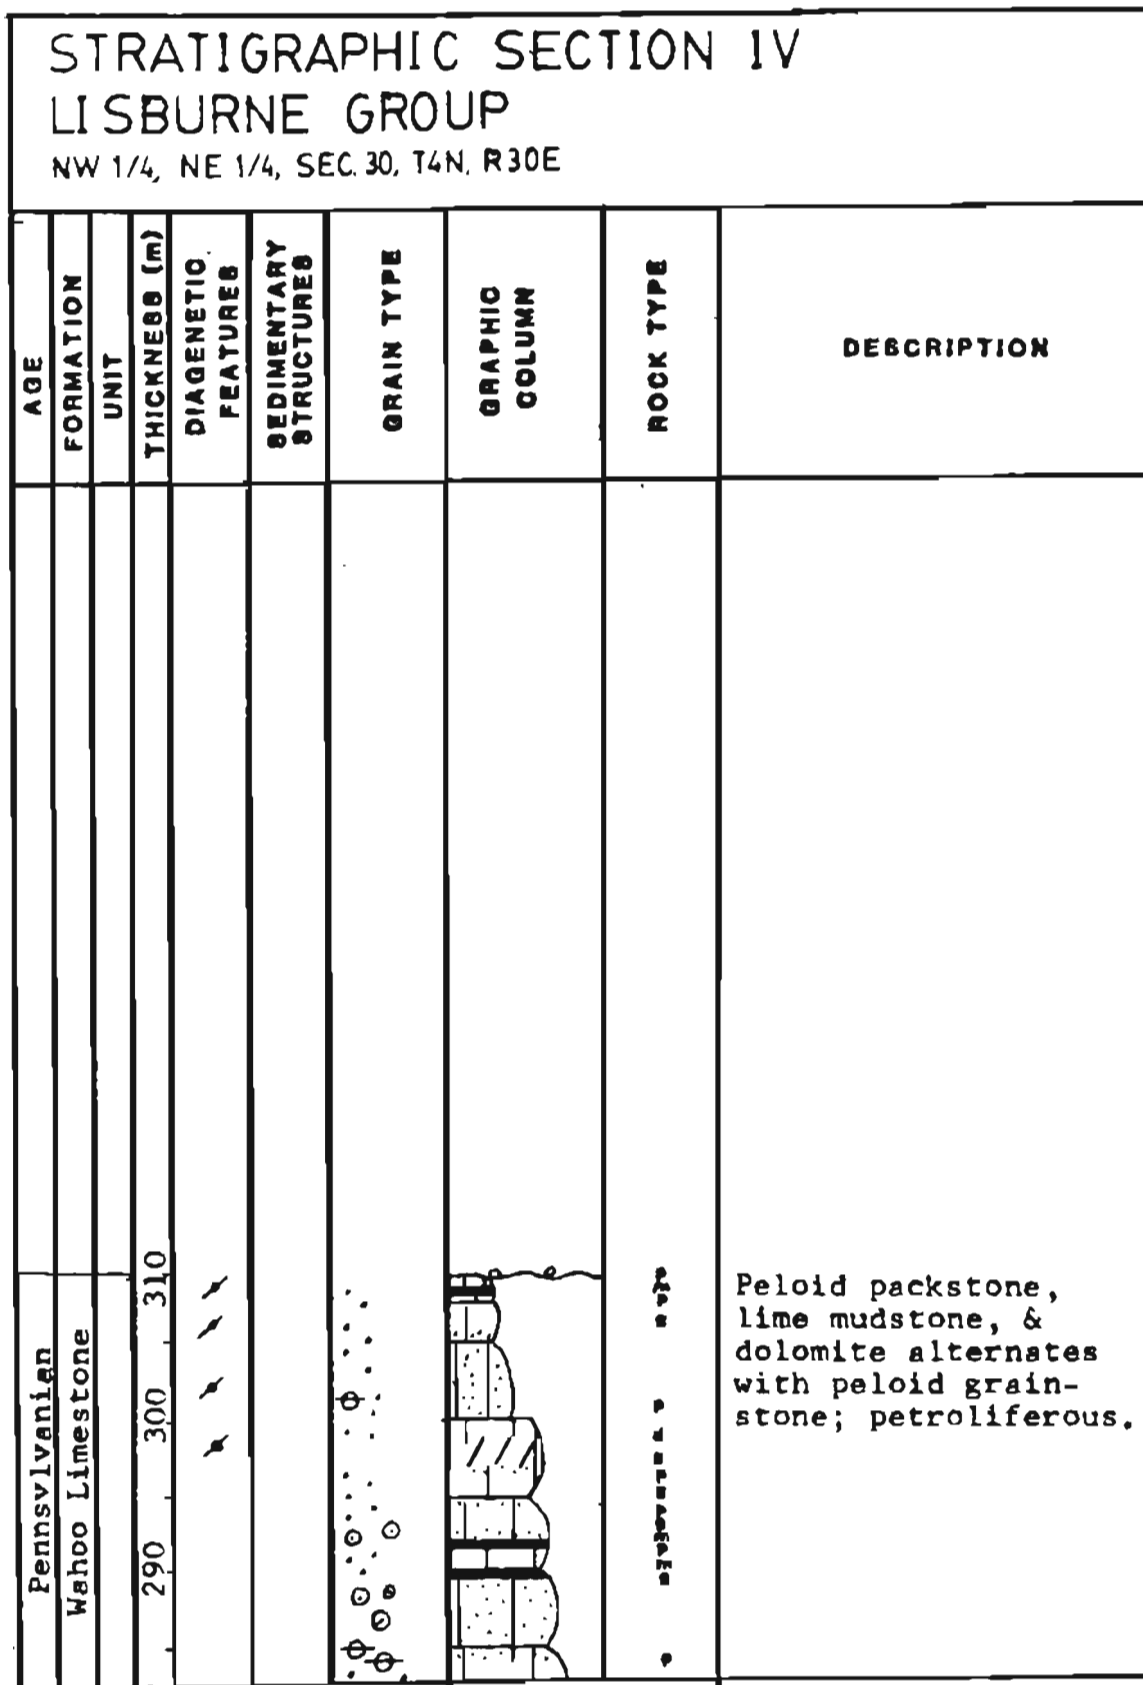 STRATIGRAPHIC SECTION IV
LISBURNE GROUP
NW 1/4, NE 1/4, SEC. 30, T4N, R30E
AGE
FORMATION
UNIT
THICKNESS (m)
DIAGENETIC
FEATURES
SEDIMENTARY
STRUCTURES
GRAIN TYPE
GRAPHIC
COLUMN
ROCK TYPE
DESCRIPTION
Pennsylvanian
Wahoo Limestone
310
300
290
Peloid packstone,
lime mudstone, &
dolomite alternates
with peloid grain-
stone; petroliferous.